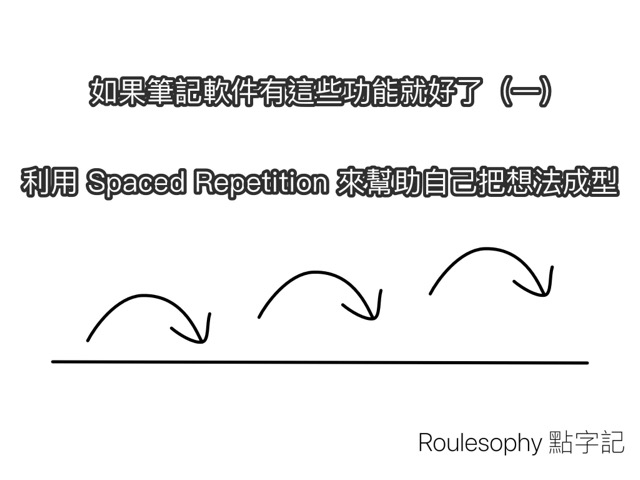 如果筆記軟件有這些功能就好了（一）
利用 Spaced Repetition 來幫助自己把想法成型
Roulesophy 點字記